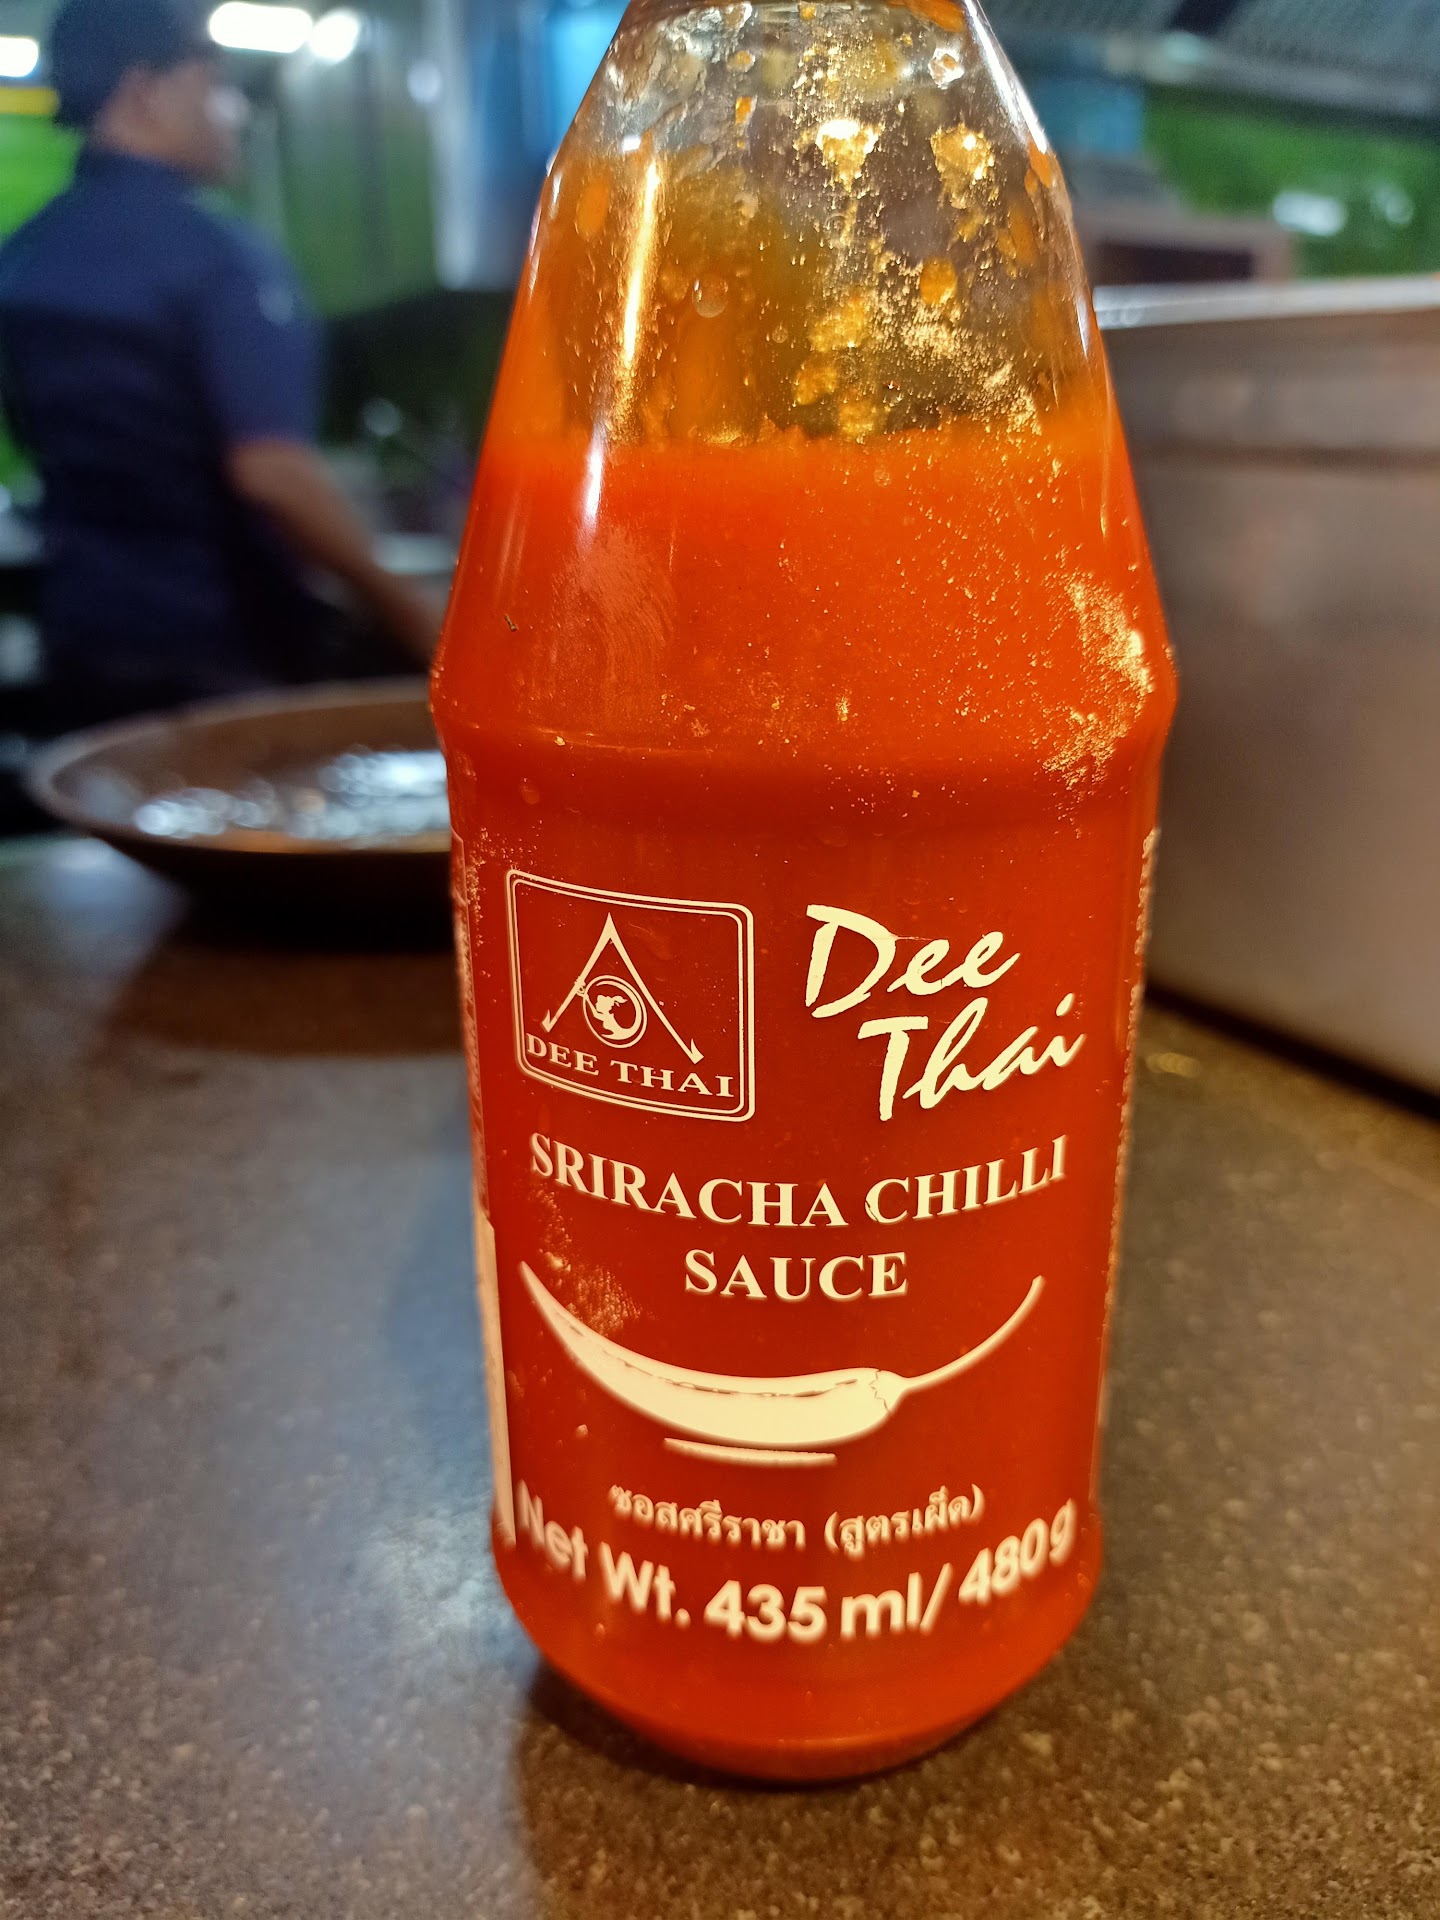 DEE THAI
Dee
Thai
SRIRACHA CHILLI
SAUCE
ซอสศรีราชา (สูตรเผ็ด)
Net Wt. 435 ml/480g